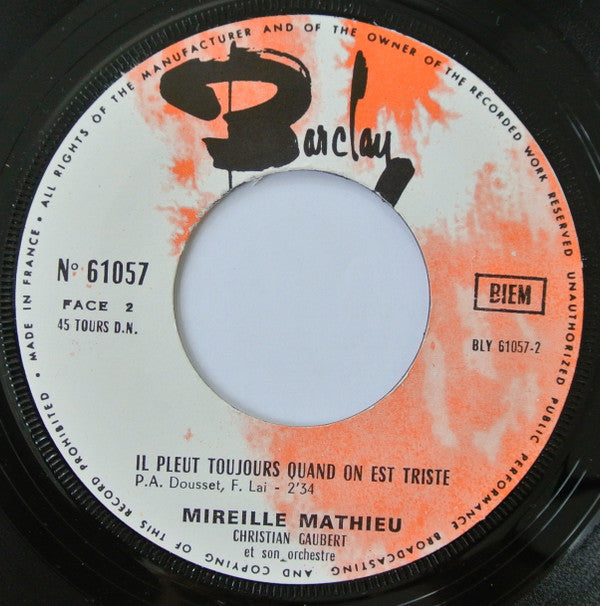 ALL RIGHTS OF THE MANUFACTURER AND OF THE OWNER OF THE RECORDED WORK RESERVED UNAUTHORIZED PUBLIC PERFORMANCE BROADCASTING AND COPYING OF THIS RECORD PROHIBITED • MADE IN FRANCE •
Barclay
Nº 61057
FACE 2
45 TOURS D.N.
BIEM
BLY 61057-2
IL PLEUT TOUJOURS QUAND ON EST TRISTE
P.A. Dousset, F. Lai - 2'34
MIREILLE MATHIEU
CHRISTIAN GAUBERT
et son orchestre